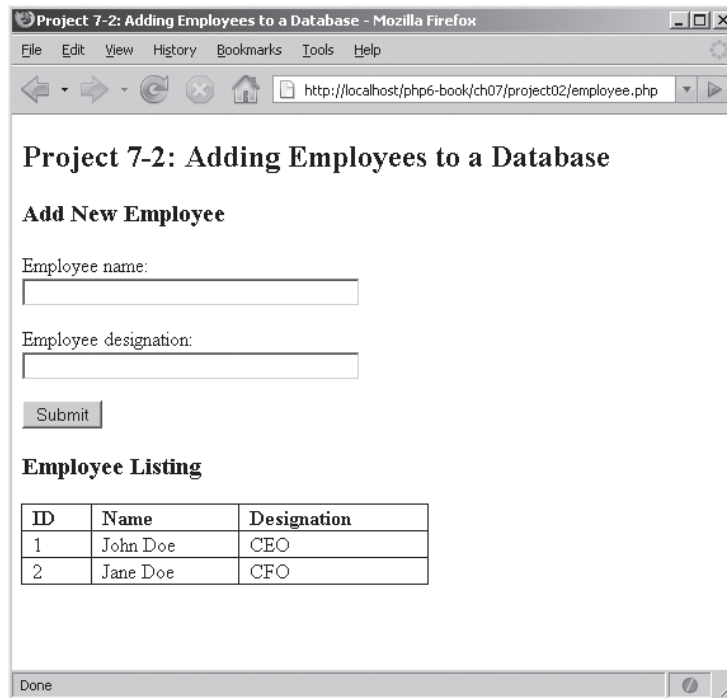 Project 7-2: Adding Employees to a Database - Mozilla Firefox
File Edit View History Bookmarks Tools Help
http://localhost/php6-book/ch07/project02/employee.php
Project 7-2: Adding Employees to a Database
Add New Employee
Employee name:
Employee designation:
Submit
Employee Listing
ID Name Designation
1 John Doe CEO
2 Jane Doe CFO
Done